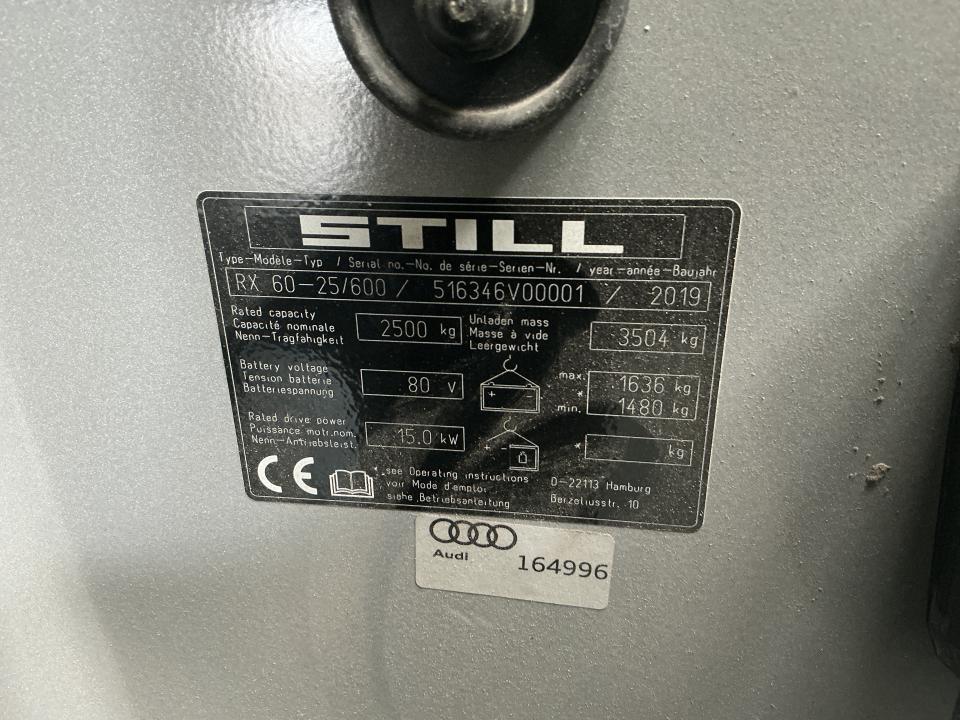 STILL
Type-Modèle-Typ / Serial no.-No. de série-Serien-Nr. / year-année-Baujahr
RX 60-25/600 / 516346V00001 / 2019
Rated capacity
Capacité nominale
Nenn-Tragfähigkeit
2500 kg
Unladen mass
Masse à vide
Leergewicht
3504 kg
Battery voltage
Tension batterie
Batteriespannung
80 V
+ -
max. 1636 kg
*
min. 1480 kg
Rated drive power
Puissance motr.nom.
Nenn-Antriebsleist.
15.0 kW
+ -
* kg
CE
*..see Operating instructions
voir Mode d'emploi
siehe Betriebsanleitung
D-22113 Hamburg
Berzeliusstr. 10
Audi
164996